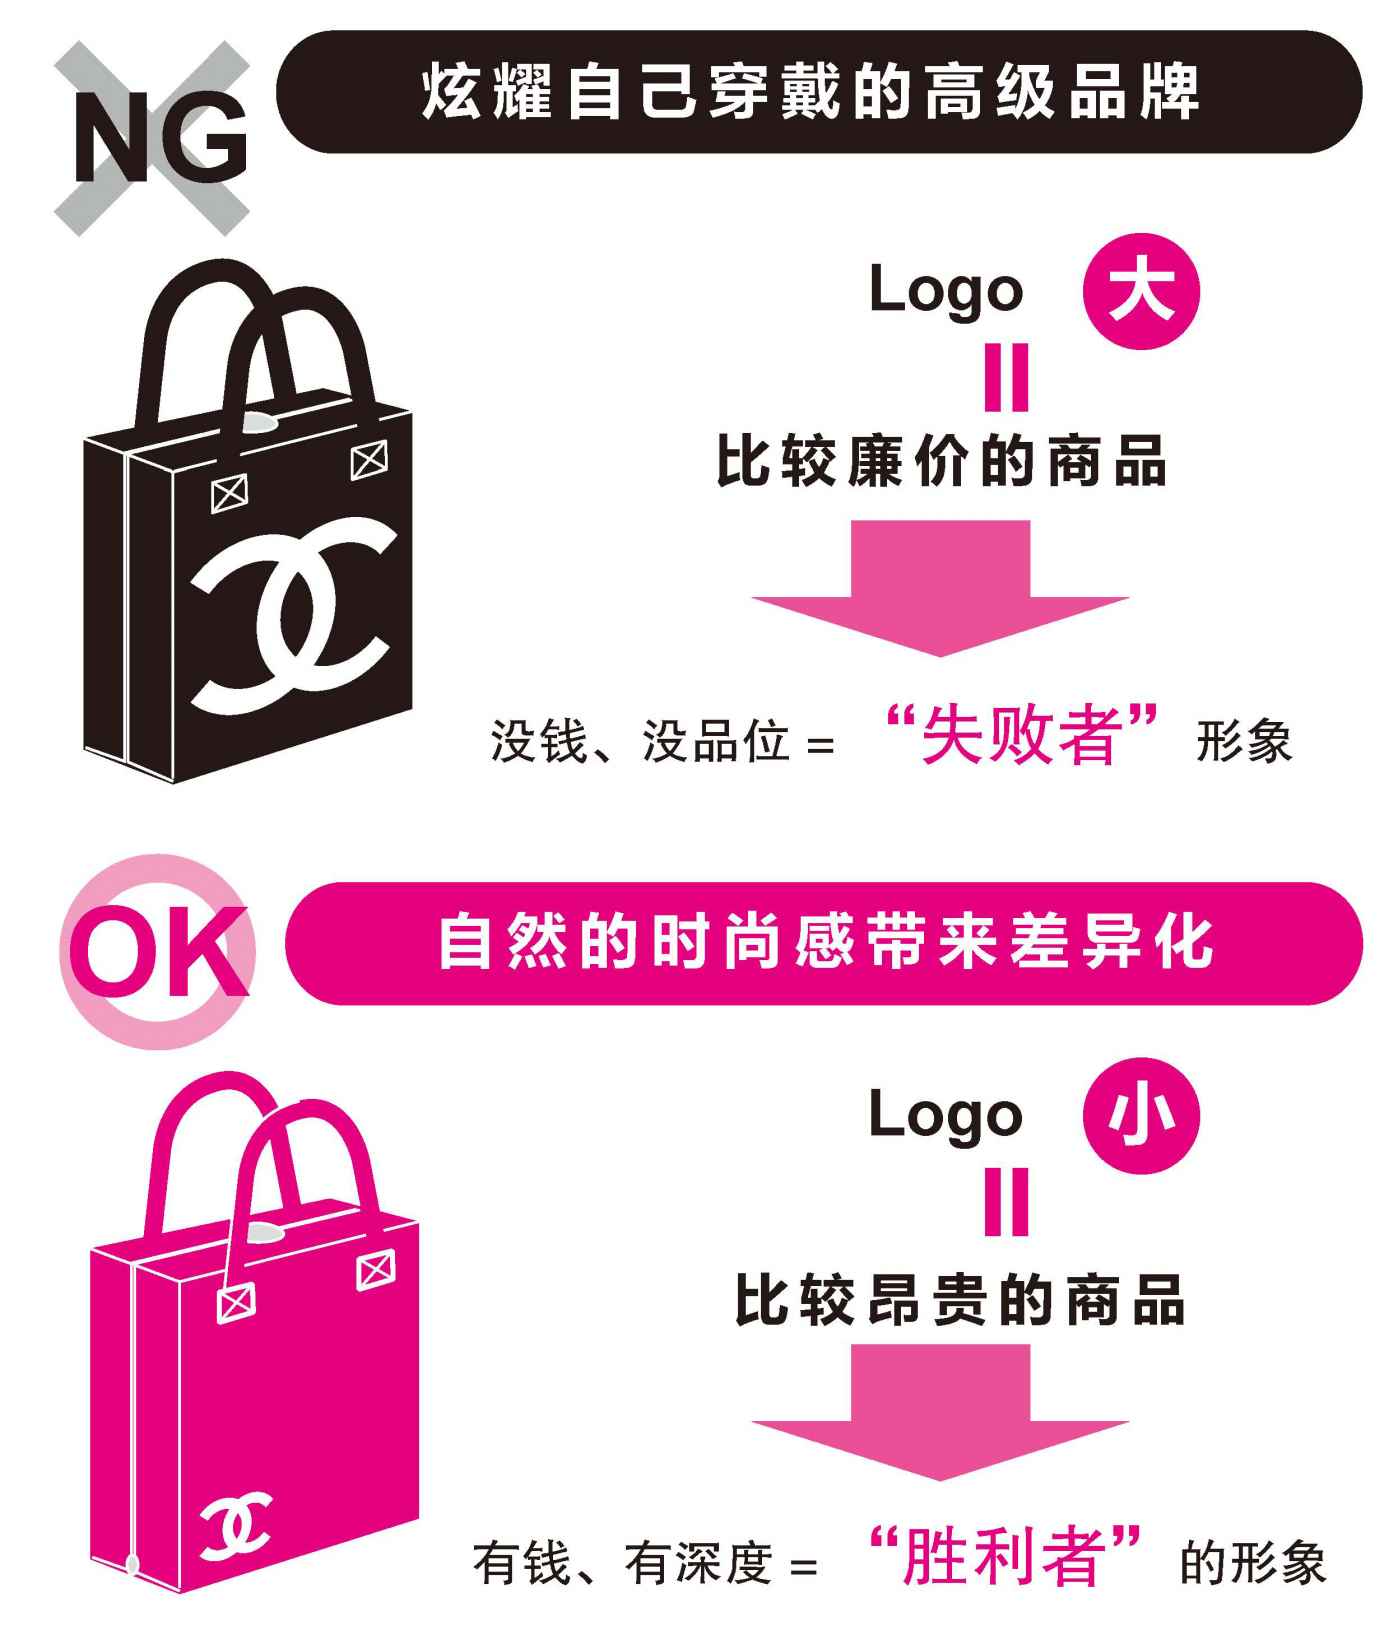 NG
炫耀自己穿戴的高级品牌
Logo 大
=
比较廉价的商品
没钱、没品位=“失败者”形象
OK
自然的时尚感带来差异化
Logo 小
=
比较昂贵的商品
有钱、有深度=“胜利者”的形象